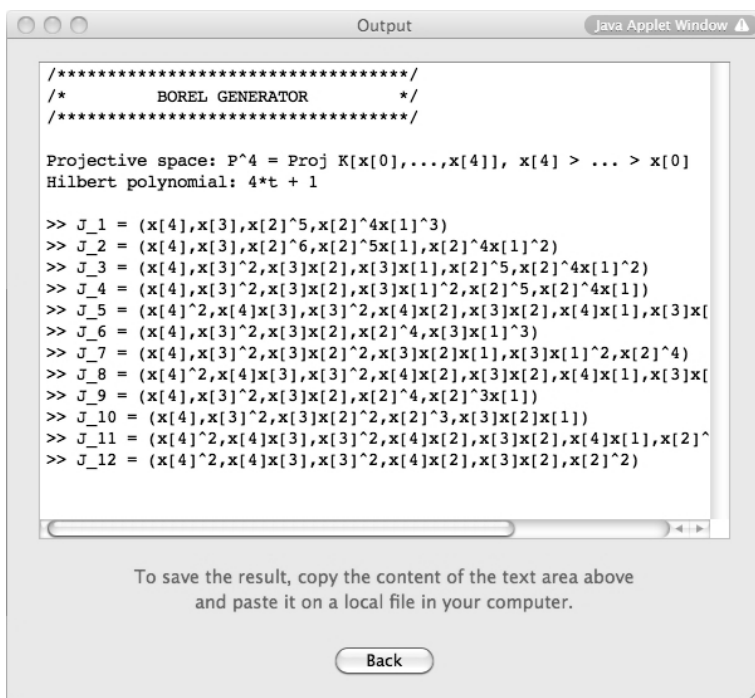 Output
Java Applet Window
/***********************************/
/* BOREL GENERATOR */
/***********************************/
Projective space: P^4 = Proj K[x[0],...,x[4]], x[4] > ... > x[0]
Hilbert polynomial: 4*t + 1
>> J_1 = (x[4],x[3],x[2]^5,x[2]^4x[1]^3)
>> J_2 = (x[4],x[3],x[2]^6,x[2]^5x[1],x[2]^4x[1]^2)
>> J_3 = (x[4],x[3]^2,x[3]x[2],x[3]x[1],x[2]^5,x[2]^4x[1]^2)
>> J_4 = (x[4],x[3]^2,x[3]x[2],x[3]x[1]^2,x[2]^5,x[2]^4x[1])
>> J_5 = (x[4]^2,x[4]x[3],x[3]^2,x[4]x[2],x[3]x[2],x[4]x[1],x[3]x[
>> J_6 = (x[4],x[3]^2,x[3]x[2],x[2]^4,x[3]x[1]^3)
>> J_7 = (x[4],x[3]^2,x[3]x[2]^2,x[3]x[2]x[1],x[3]x[1]^2,x[2]^4)
>> J_8 = (x[4]^2,x[4]x[3],x[3]^2,x[4]x[2],x[3]x[2],x[4]x[1],x[3]x[
>> J_9 = (x[4],x[3]^2,x[3]x[2],x[2]^4,x[2]^3x[1])
>> J_10 = (x[4],x[3]^2,x[3]x[2]^2,x[2]^3,x[3]x[2]x[1])
>> J_11 = (x[4]^2,x[4]x[3],x[3]^2,x[4]x[2],x[3]x[2],x[4]x[1],x[2]^
>> J_12 = (x[4]^2,x[4]x[3],x[3]^2,x[4]x[2],x[3]x[2],x[2]^2)
To save the result, copy the content of the text area above
and paste it on a local file in your computer.
Back